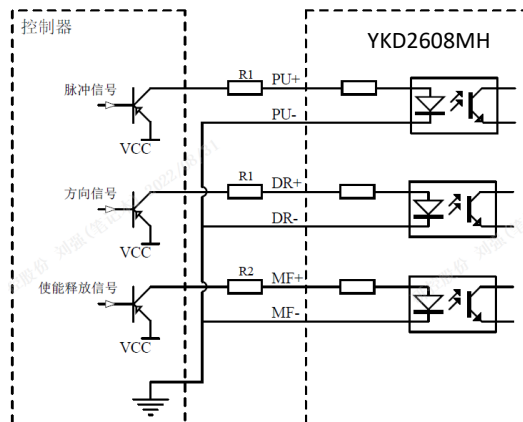 控制器
YKD2608MH
脉冲信号
R1
PU+
PU-
VCC
方向信号
R1
DR+
DR-
VCC
使能释放信号
R2
MF+
MF-
VCC